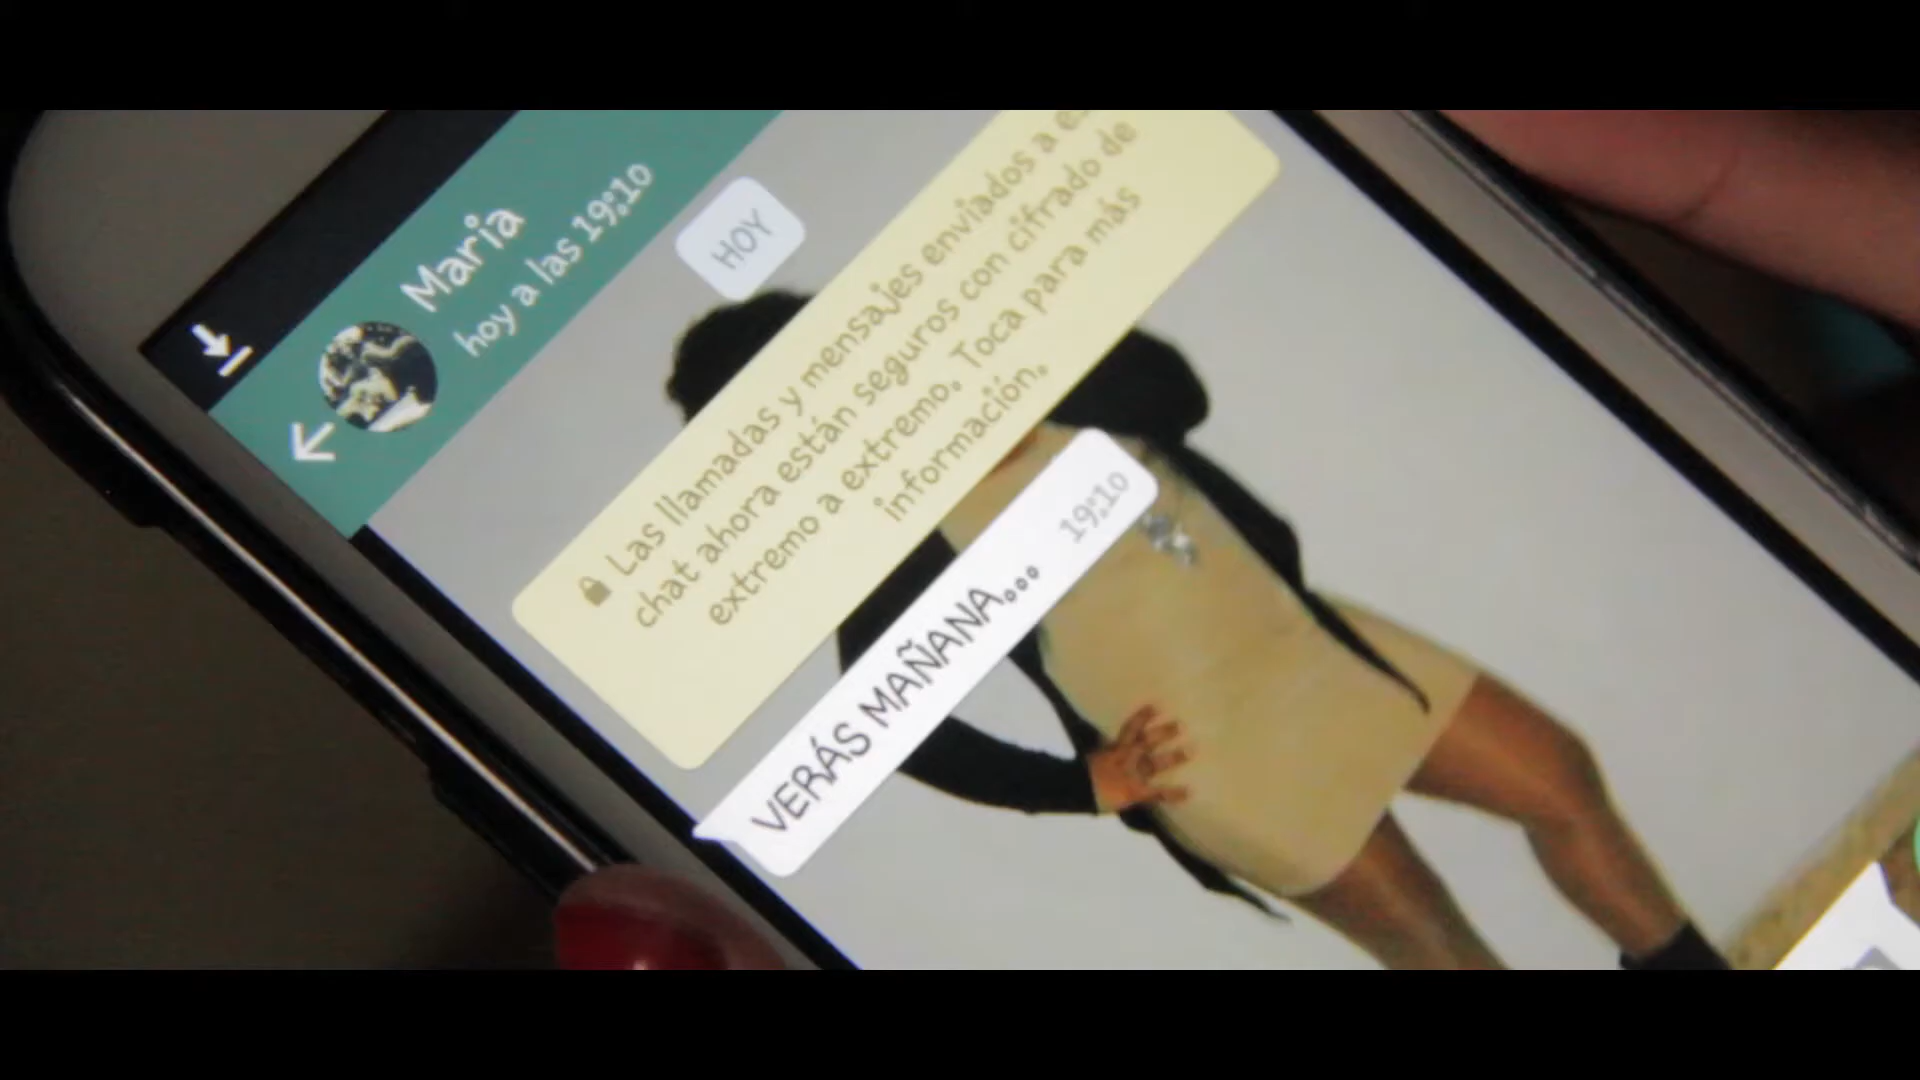 Maria
hoy a las 19:10
HOY
Las llamadas y mensajes enviados a
chat ahora están seguros con cifrado de
extremo a extremo. Toca para más
información.
VERÁS MAÑANA... 19:10